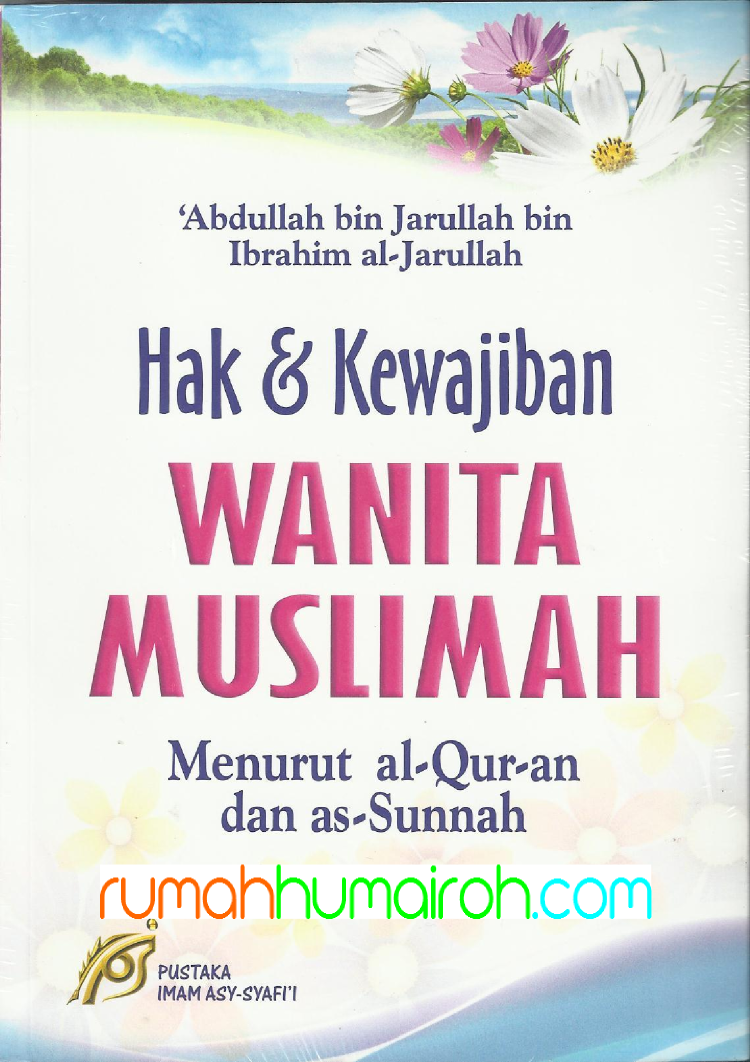 ‘Abdullah bin Jarullah bin
Ibrahim al-Jarullah
Hak & Kewajiban
WANITA
MUSLIMAH
Menurut al-Qur-an
dan as-Sunnah
rumahhumairoh.com
PUSTAKA
IMAM ASY-SYAFI'I